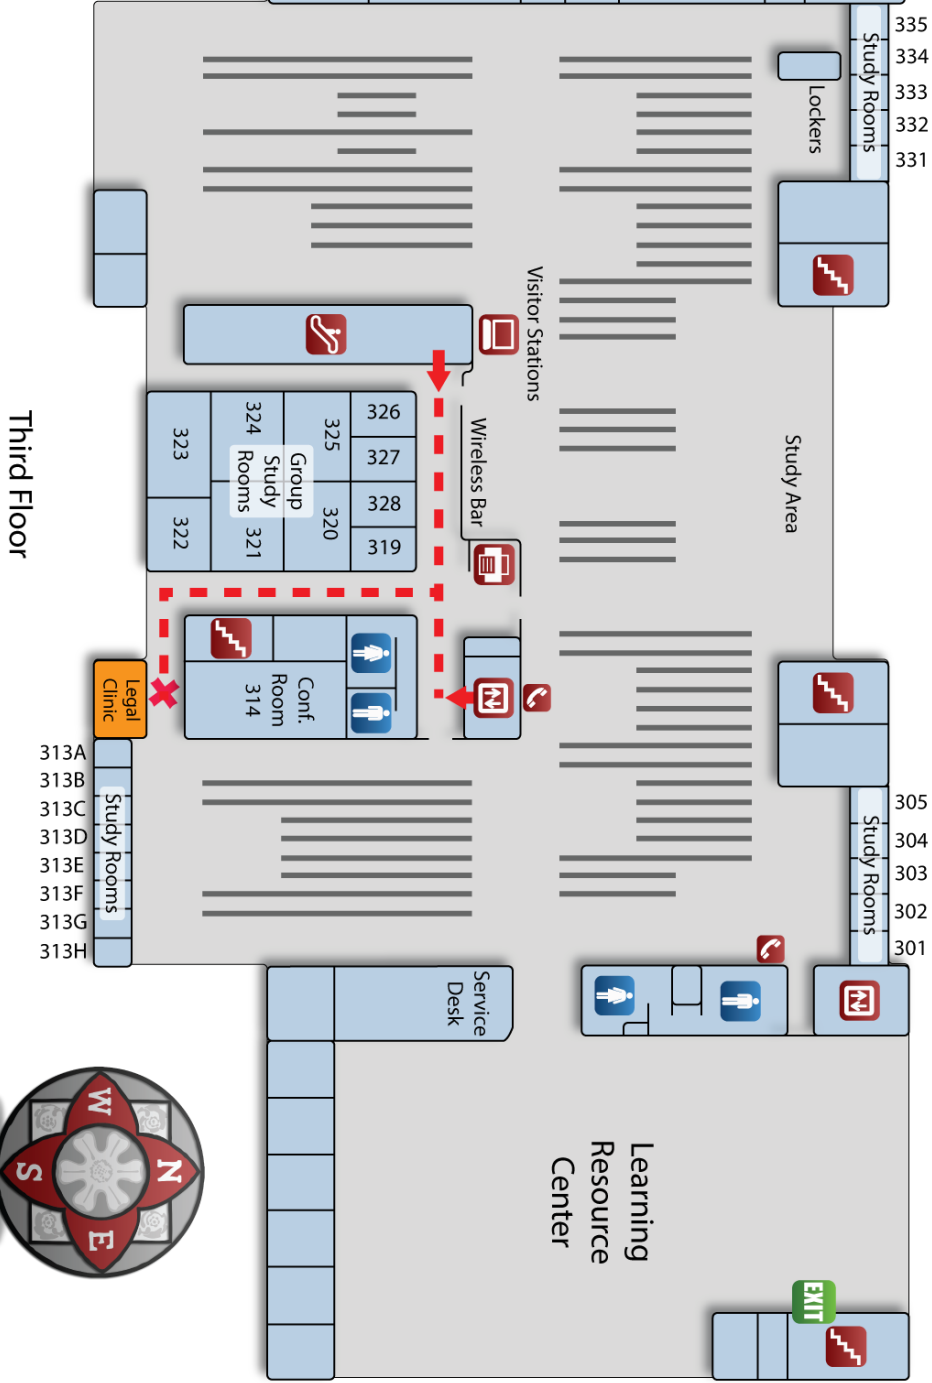 335
334
333
332
331
Study Rooms
Lockers
Visitor Stations
Study Area
Wireless Bar
326
327
328
319
325
320
324
321
323
322
Group
Study
Rooms
Third Floor
Conf.
Room
314
Legal
Clinic
313A
313B
313C
313D
313E
313F
313G
313H
Study Rooms
305
304
303
302
301
Study Rooms
Service
Desk
Learning
Resource
Center
EXIT
N
W
E
S